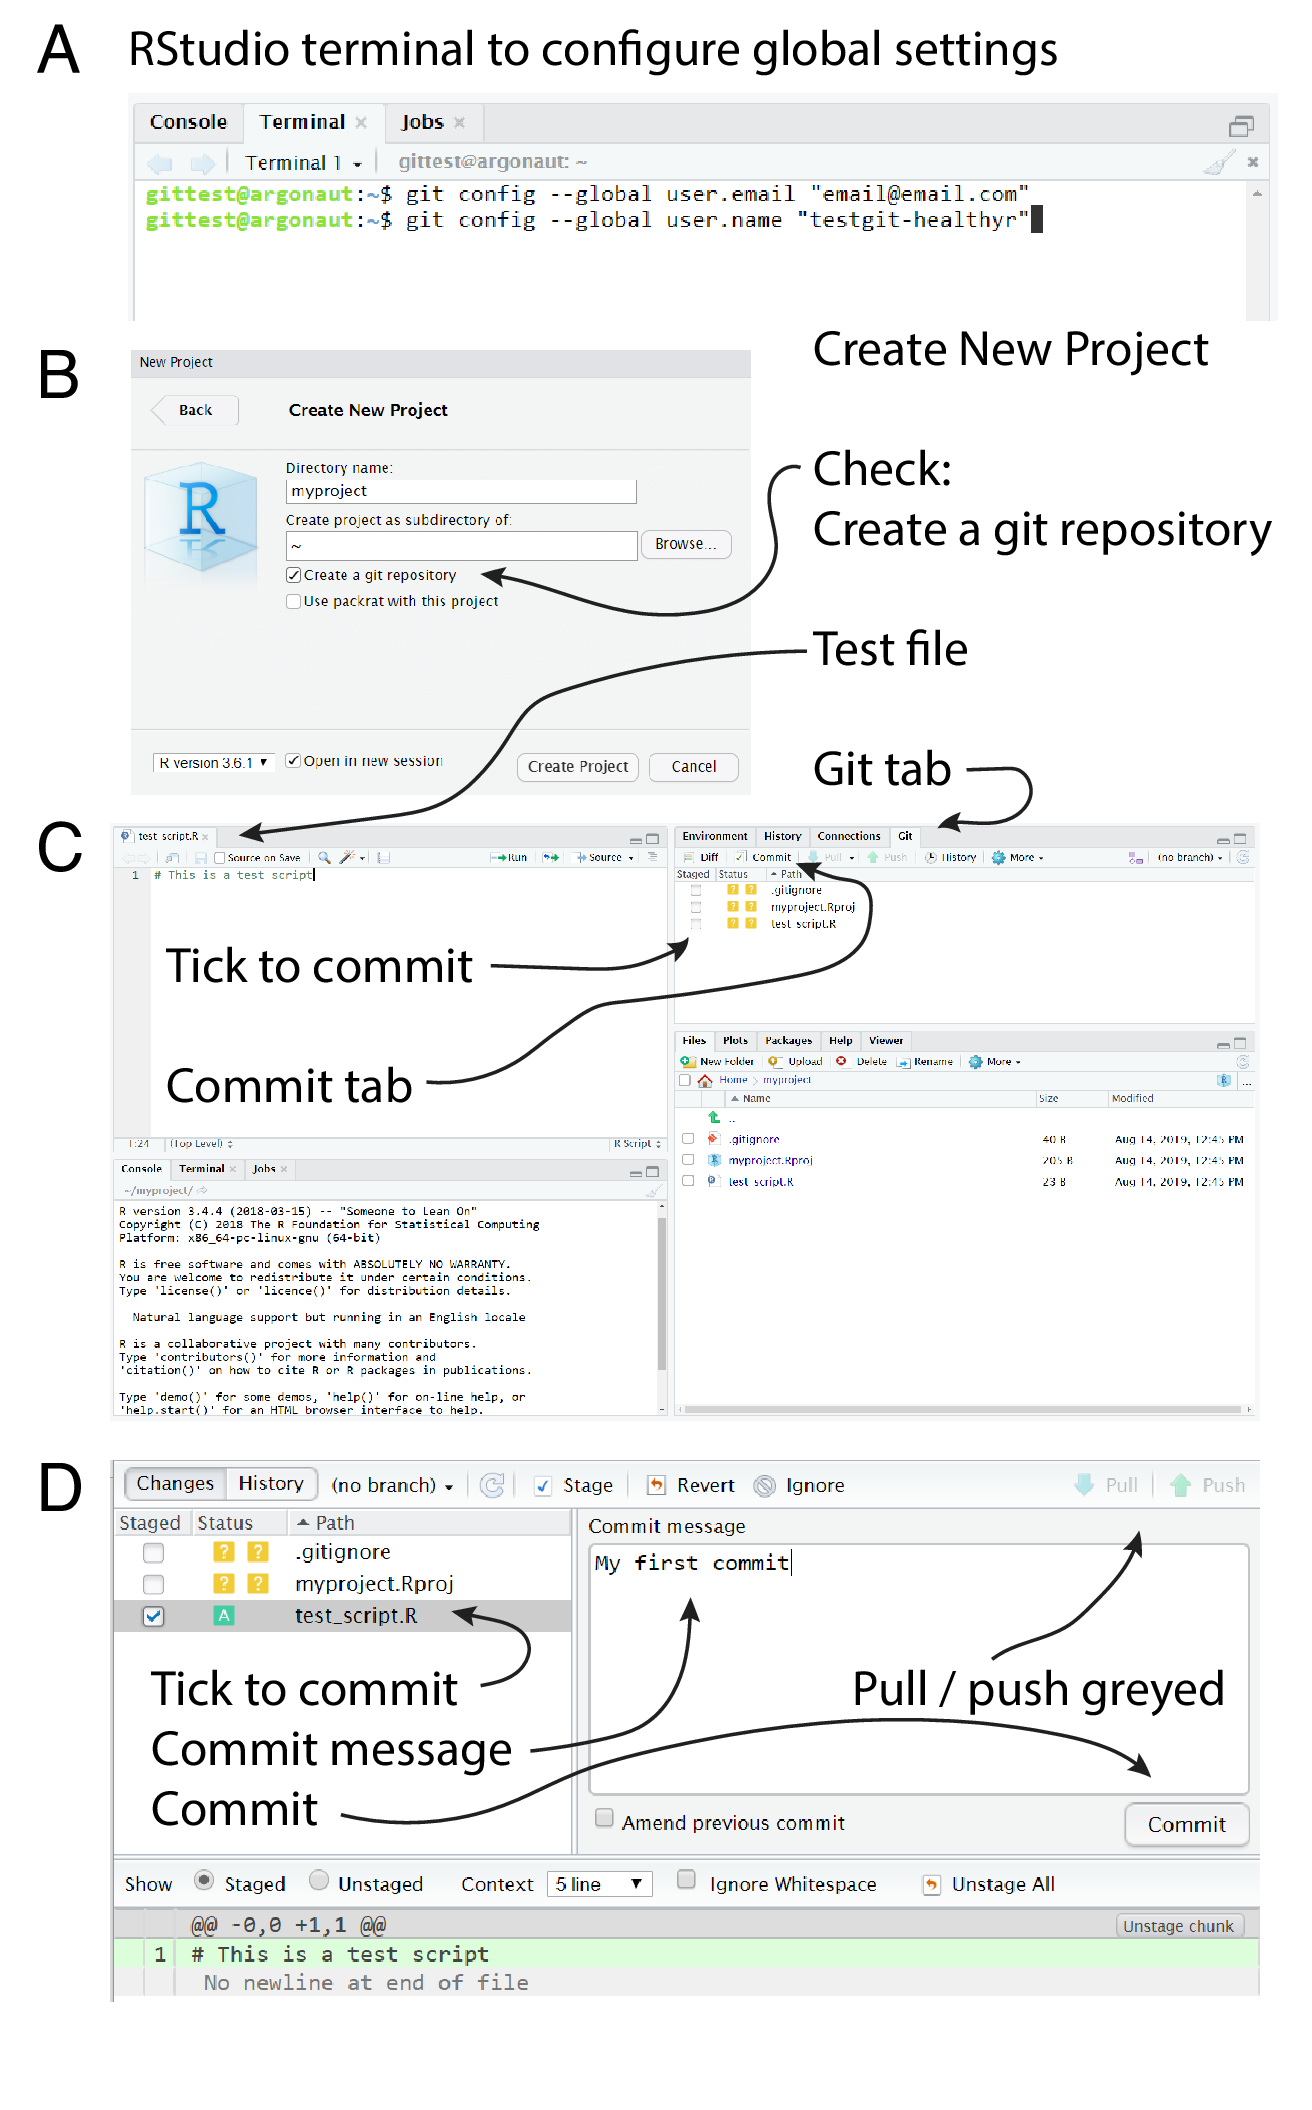 A RStudio terminal to configure global settings
Console Terminal × Jobs ×
Terminal 1 gittest@argonaut: ~
gittest@argonaut:~$ git config --global user.email "email@email.com"
gittest@argonaut:~$ git config --global user.name "testgit-healthyr"
B
New Project
Back Create New Project
Directory name:
myproject
Create project as subdirectory of:
~ Browse...
Create a git repository
Use packrat with this project
R version 3.6.1 Open in new session Create Project Cancel
Create New Project
Check:
Create a git repository
Test file
Git tab
C
test_script.R ×
Source on Save Run Source
1 # This is a test script
Tick to commit
Commit tab
1:24 (Top Level) R Script
Console Terminal × Jobs ×
~/myproject/
R version 3.4.4 (2018-03-15) -- "Someone to Lean On"
Copyright (C) 2018 The R Foundation for Statistical Computing
Platform: x86_64-pc-linux-gnu (64-bit)
R is free software and comes with ABSOLUTELY NO WARRANTY.
You are welcome to redistribute it under certain conditions.
Type 'license()' or 'licence()' for distribution details.
Natural language support but running in an English locale
R is a collaborative project with many contributors.
Type 'contributors()' for more information and
'citation()' on how to cite R or R packages in publications.
Type 'demo()' for some demos, 'help()' for on-line help, or
'help.start()' for an HTML browser interface to help.
Environment History Connections Git
Diff Commit Pull Push History More (no branch)
Staged Status Path
? ? .gitignore
? ? myproject.Rproj
? ? test_script.R
Files Plots Packages Help Viewer
New Folder Upload Delete Rename More
Home myproject ...
Name Size Modified
..
.gitignore 40 B Aug 14, 2019, 12:45 PM
myproject.Rproj 205 B Aug 14, 2019, 12:45 PM
test_script.R 23 B Aug 14, 2019, 12:45 PM
D
Changes History (no branch) Stage Revert Ignore Pull Push
Staged Status Path
? ? .gitignore
? ? myproject.Rproj
A test_script.R
Tick to commit
Commit message
Commit
Commit message
My first commit
Pull / push greyed
Amend previous commit Commit
Show Staged Unstaged Context 5 line Ignore Whitespace Unstage All
@@ -0,0 +1,1 @@ Unstage chunk
1 # This is a test script
No newline at end of file